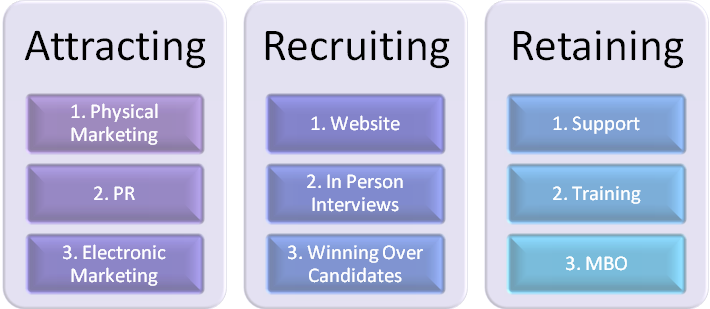 Attracting
1. Physical
Marketing
2. PR
3. Electronic
Marketing
Recruiting
1. Website
2. In Person
Interviews
3. Winning Over
Candidates
Retaining
1. Support
2. Training
3. MBO